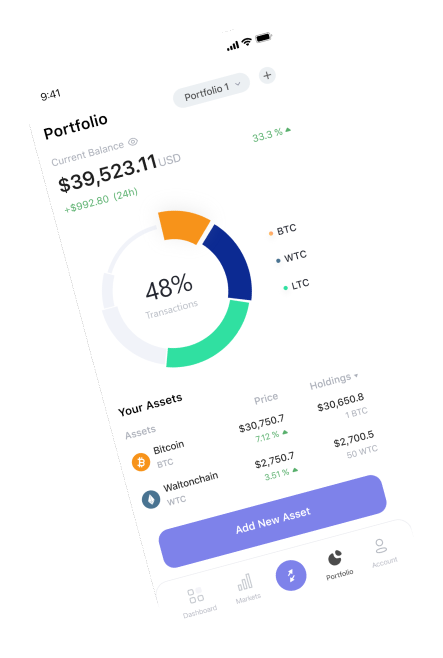 9:41
Portfolio
Portfolio 1
Current Balance
$39,523.11 USD
33.3 %
+$992.80 (24h)
BTC
WTC
LTC
48%
Transactions
Your Assets
Assets Price Holdings
Bitcoin $30,750.7 $30,650.8
BTC 7.12 % 1 BTC
Waltonchain $2,750.7 $2,700.5
WTC 3.51 % 50 WTC
Add New Asset
Dashboard Markets Portfolio Account